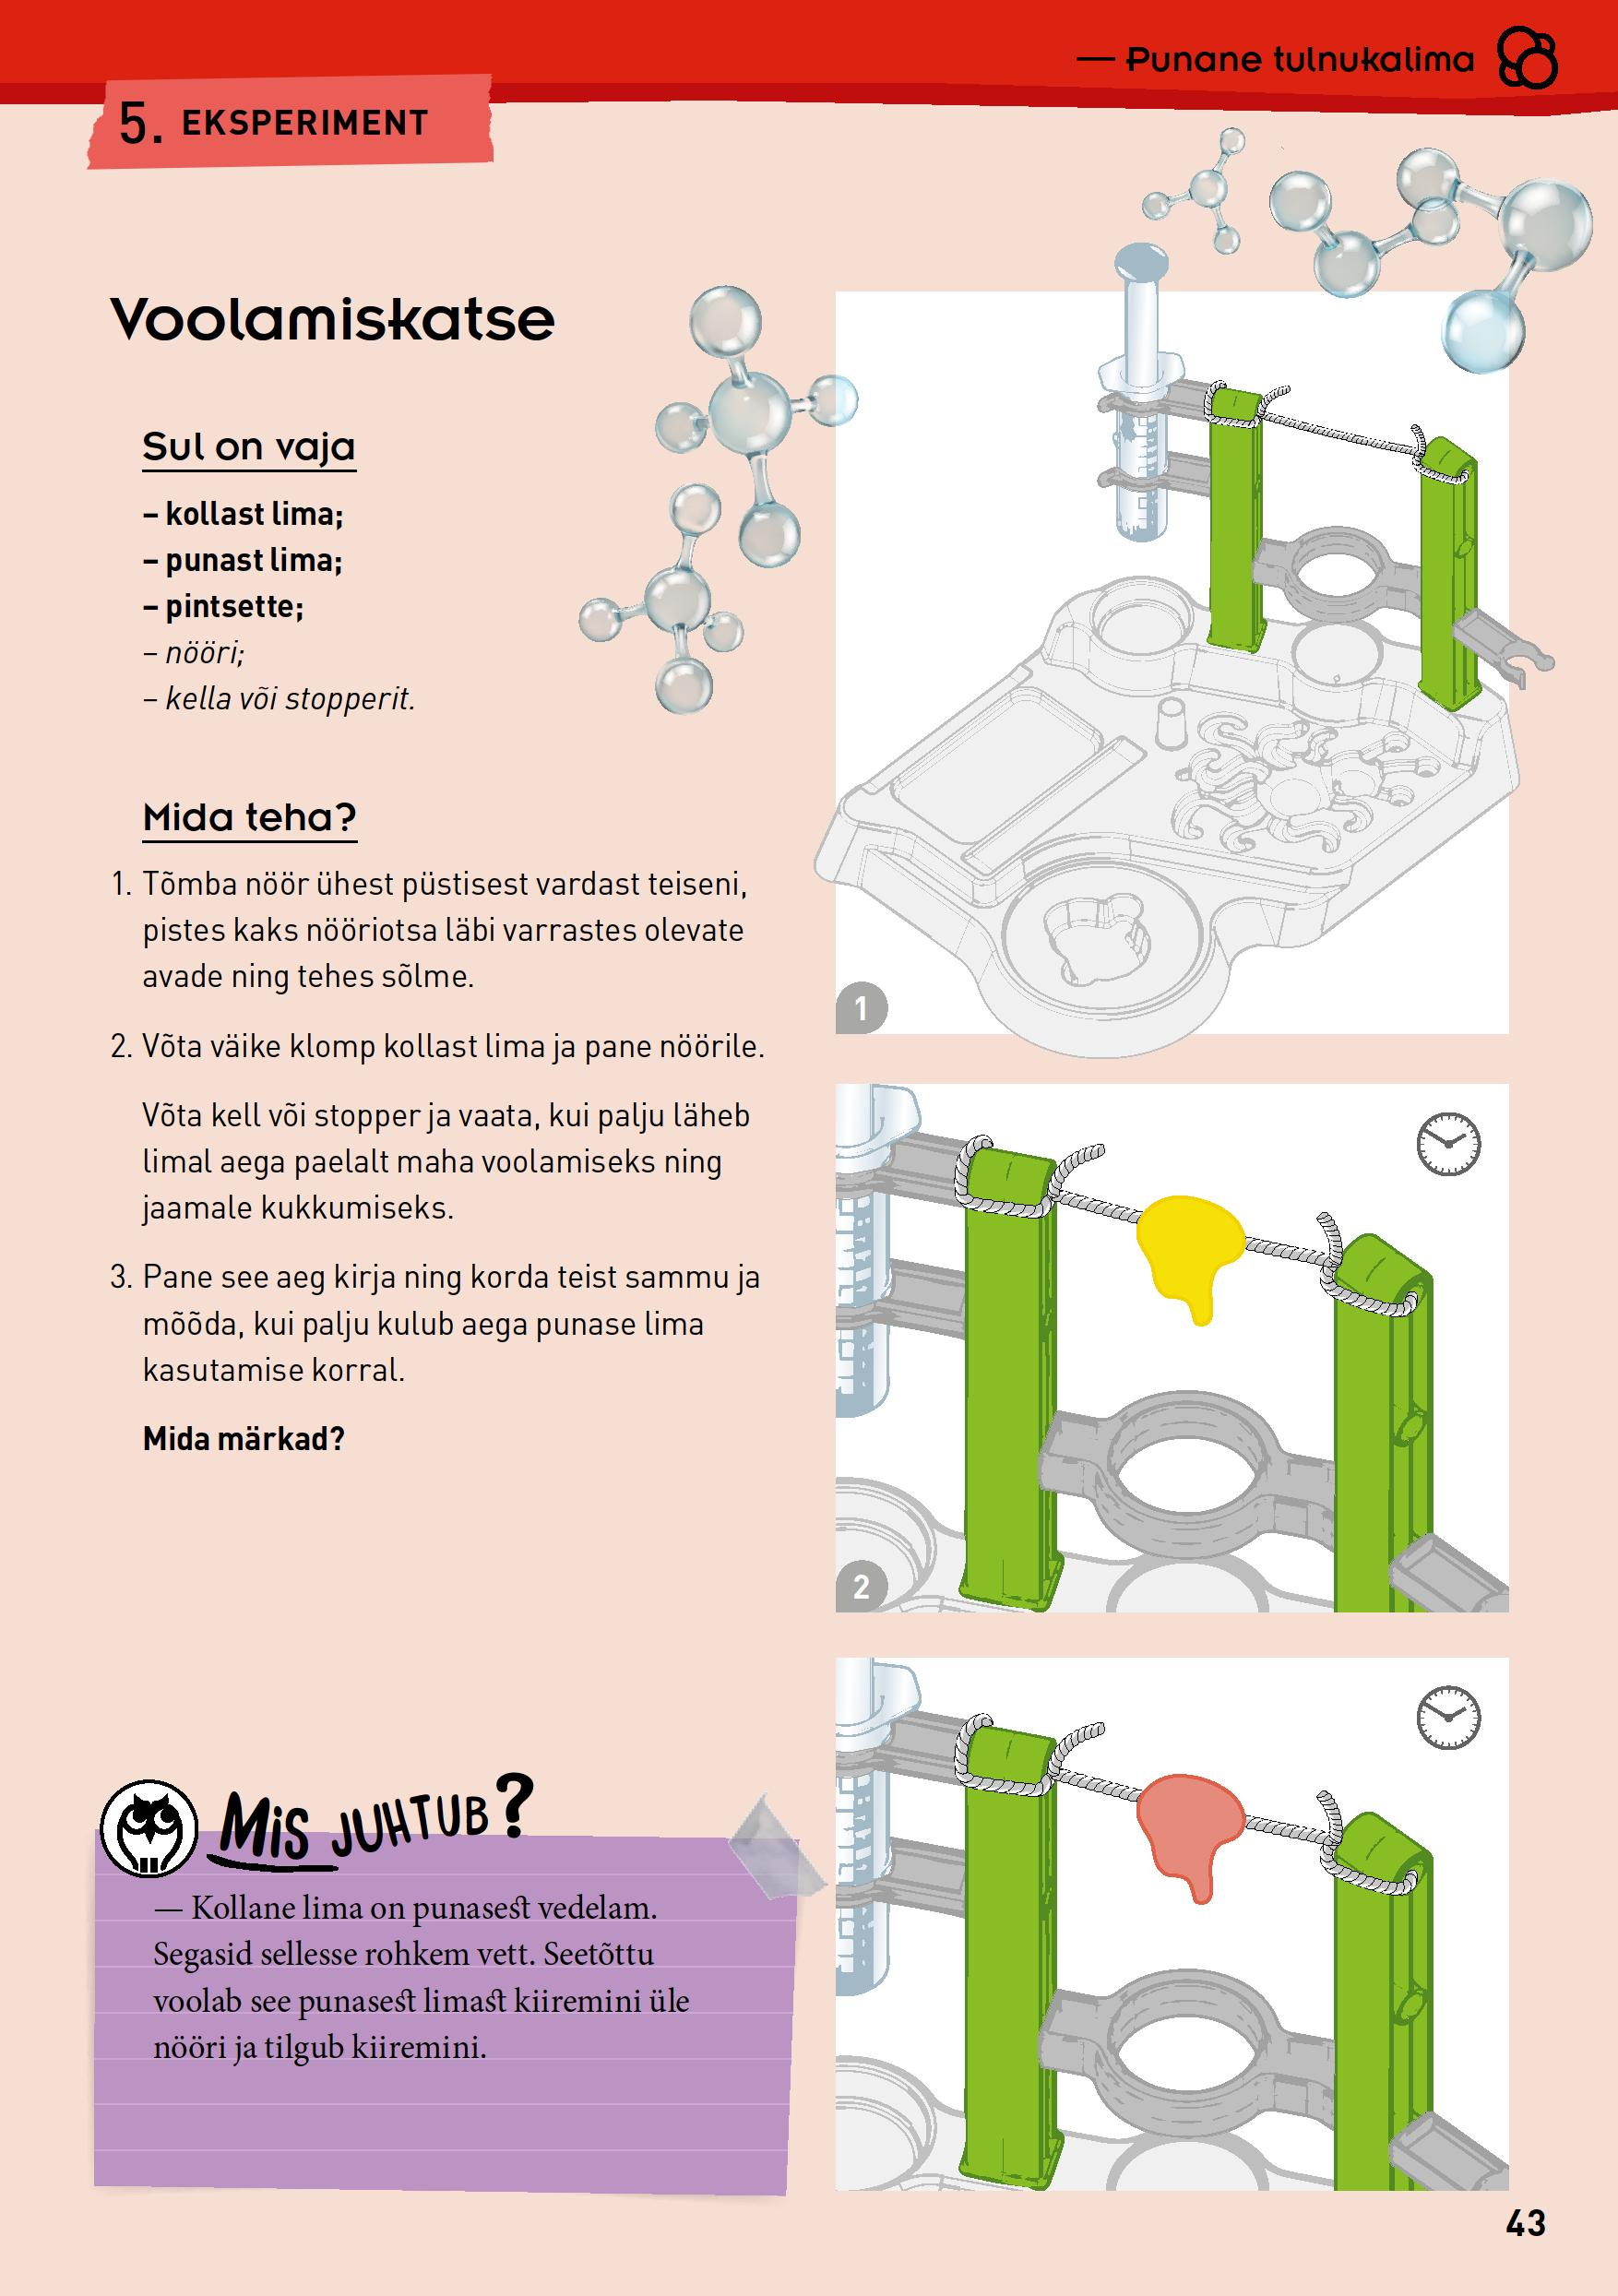 — Punane tulnukalima
5. EKSPERIMENT
Voolamiskatse
Sul on vaja
– kollast lima;
– punast lima;
– pintsette;
– nööri;
– kella või stopperit.
Mida teha?
1. Tõmba nöör ühest püstisest vardast teiseni,
pistes kaks nööriotsa läbi varrastes olevate
avade ning tehes sõlme.
2. Võta väike klomp kollast lima ja pane nöörile.
Võta kell või stopper ja vaata, kui palju läheb
limal aega paelalt maha voolamiseks ning
jaamale kukkumiseks.
3. Pane see aeg kirja ning korda teist sammu ja
mõõda, kui palju kulub aega punase lima
kasutamise korral.
Mida märkad?
1
2
Mis JUHTUB?
— Kollane lima on punasest vedelam.
Segasid sellesse rohkem vett. Seetõttu
voolab see punasest limast kiiremini üle
nööri ja tilgub kiiremini.
43